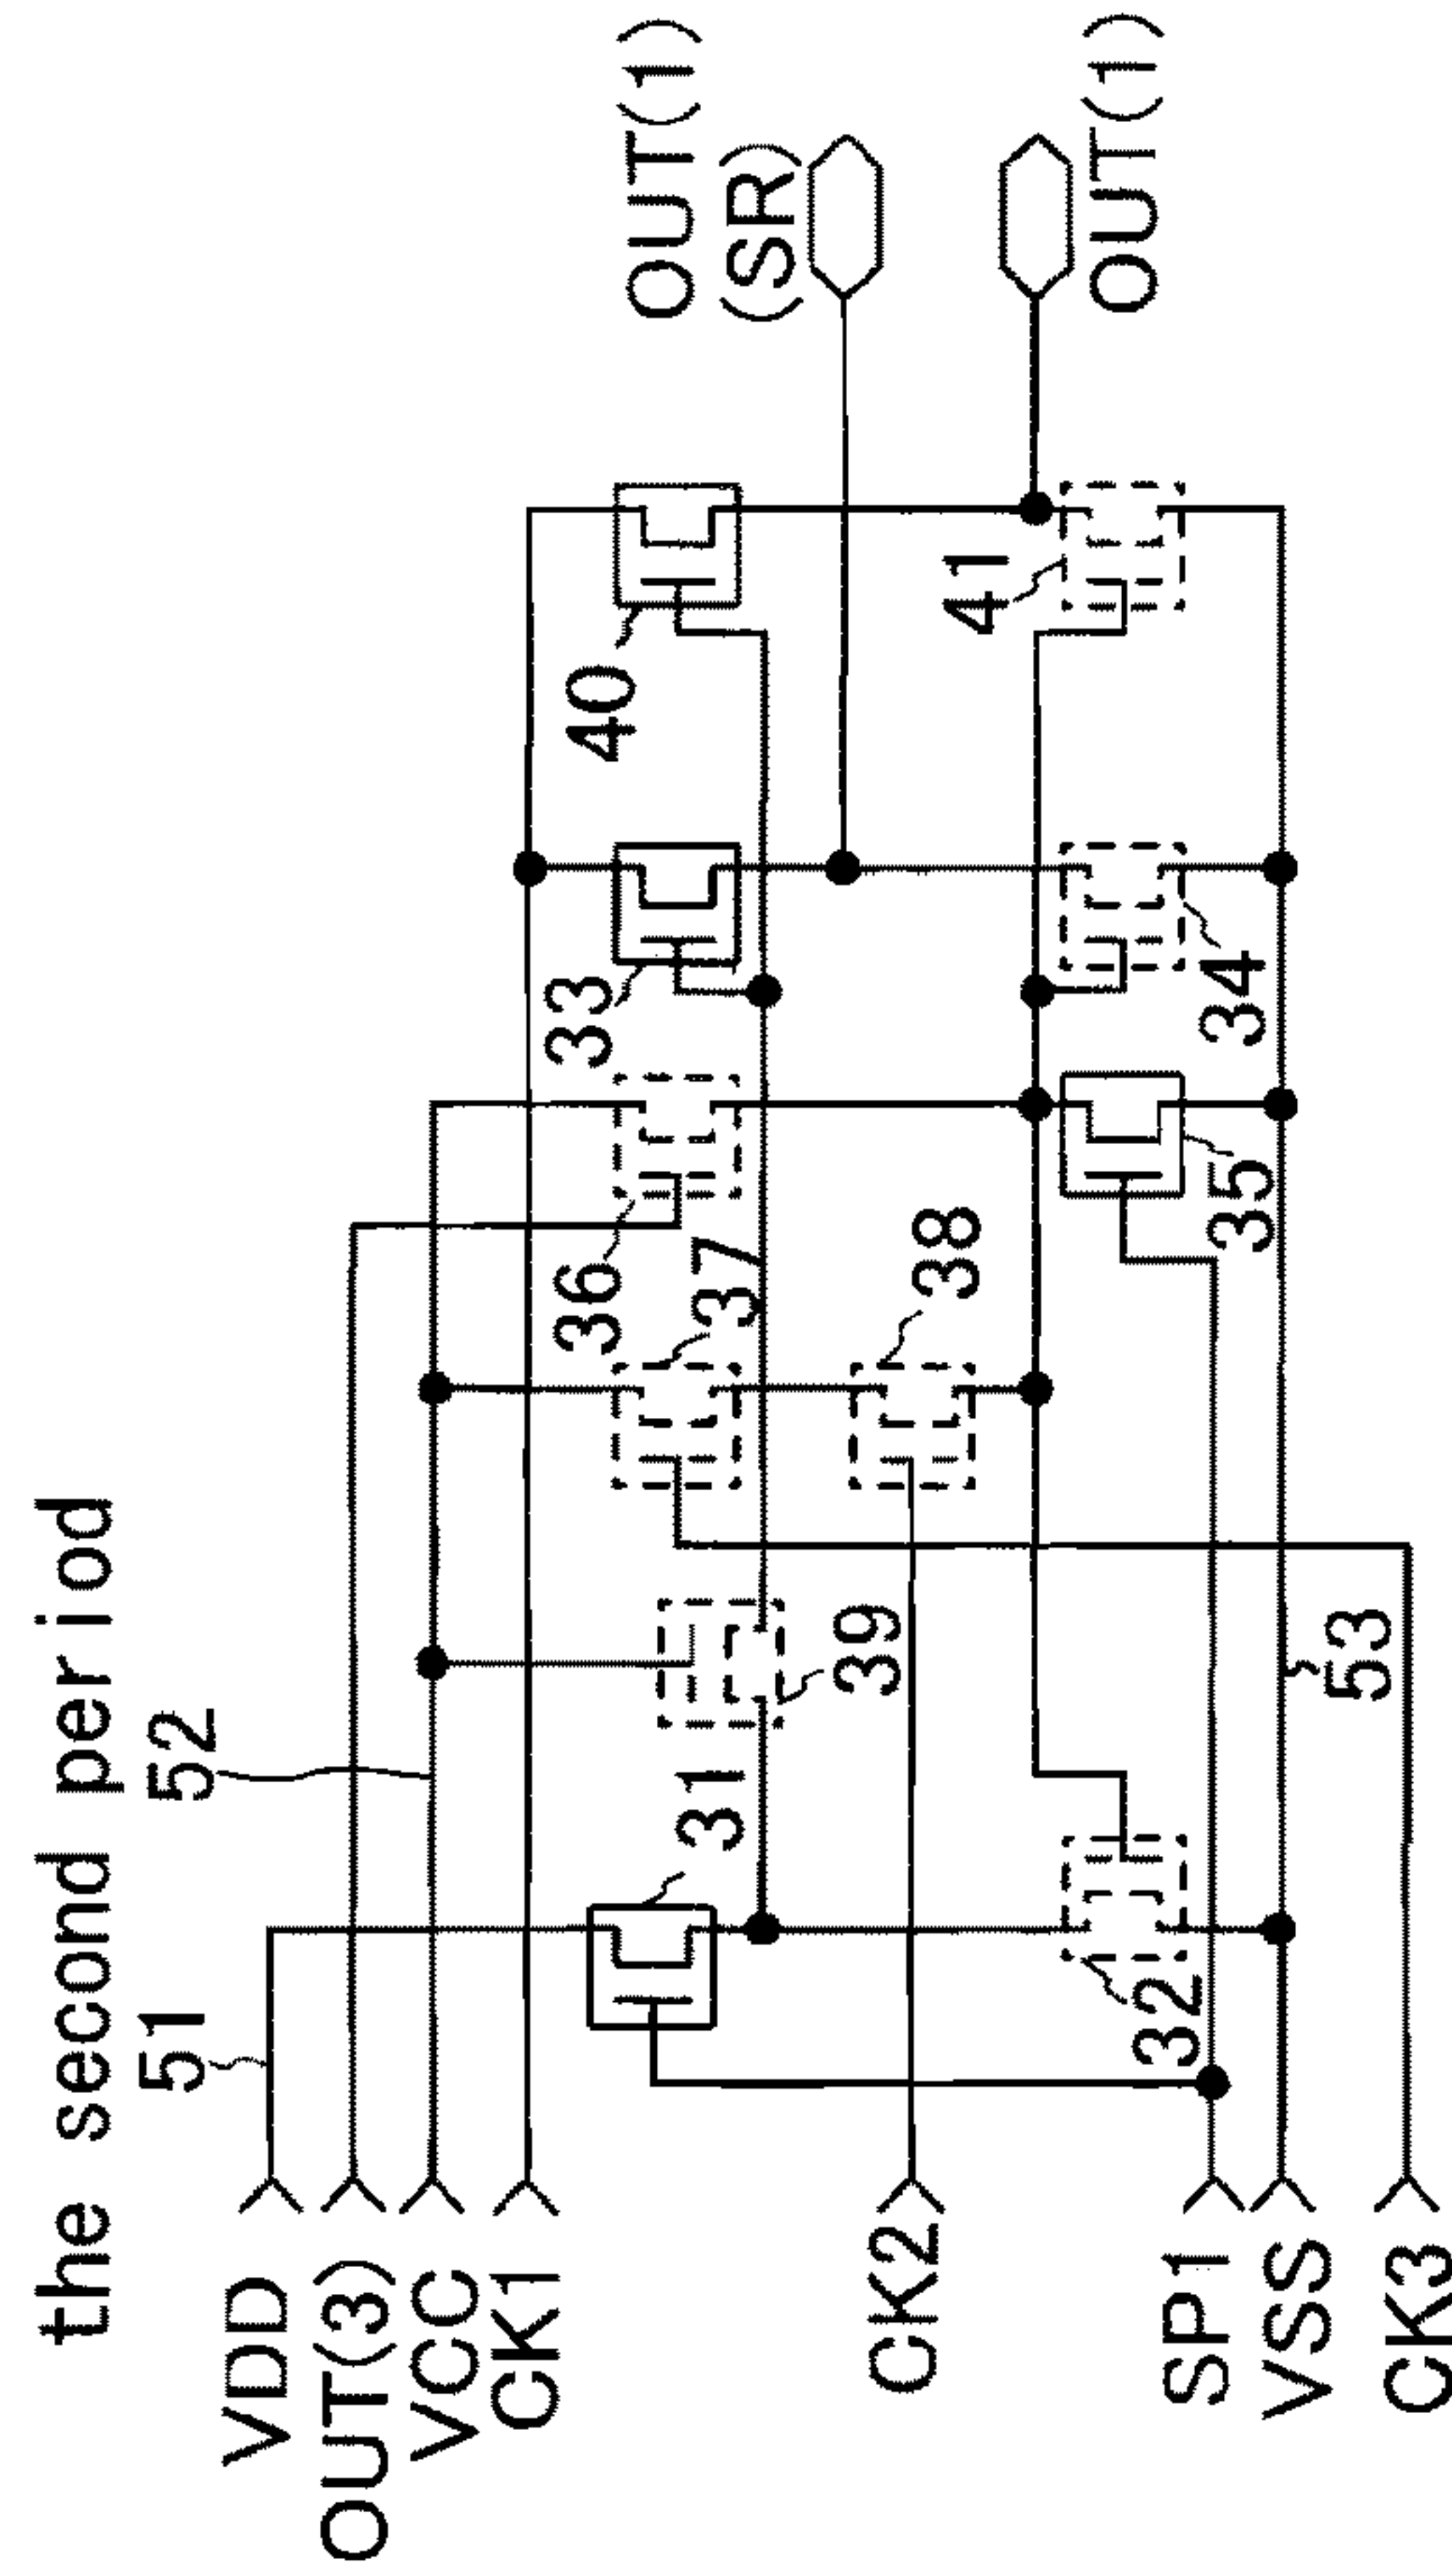 the second period
51
52
VDD
OUT(3)
VCC
CK1
CK2
SP1
VSS
CK3
31
32
39
37
38
36
35
33
34
40
41
53
OUT(1)
(SR)
OUT(1)